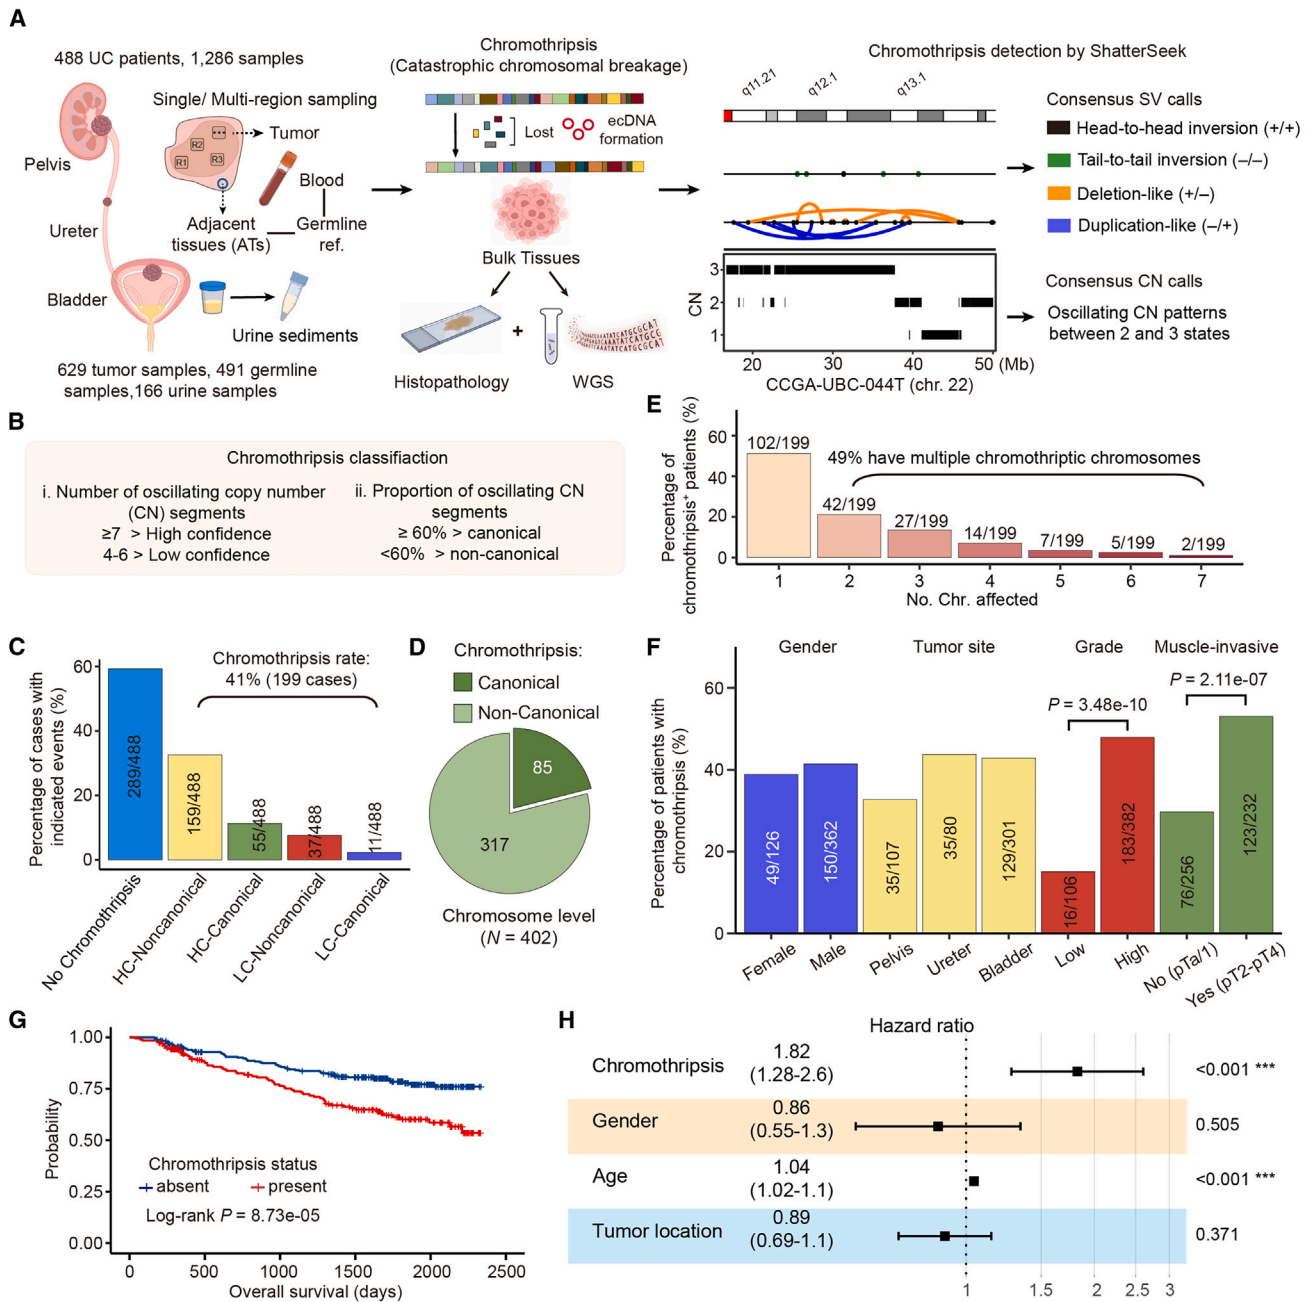 A
488 UC patients, 1,286 samples
Single/ Multi-region sampling
Tumor
R2
R1
R3
Pelvis
Blood
Ureter
Adjacent
tissues (ATs)
Germline
ref.
Bladder
Urine sediments
629 tumor samples, 491 germline
samples,166 urine samples
Chromothripsis
(Catastrophic chromosomal breakage)
Lost
ecDNA
formation
Bulk Tissues
+
Histopathology
WGS
Chromothripsis detection by ShatterSeek
q11.21
q12.1
q13.1
Consensus SV calls
Head-to-head inversion (+/+)
Tail-to-tail inversion (–/–)
Deletion-like (+/–)
Duplication-like (–/+)
CN
3
2
1
20
30
40
50
(Mb)
CCGA-UBC-044T (chr. 22)
Consensus CN calls
Oscillating CN patterns
between 2 and 3 states
B
Chromothripsis classifiaction
i. Number of oscillating copy number
(CN) segments
≥7 > High confidence
4-6 > Low confidence
ii. Proportion of oscillating CN
segments
≥ 60% > canonical
<60% > non-canonical
E
Percentage of
chromothripsis⁺ patients (%)
60
40
20
0
102/199
42/199
27/199
14/199
7/199
5/199
2/199
49% have multiple chromothriptic chromosomes
1
2
3
4
5
6
7
No. Chr. affected
C
Percentage of cases with
indicated events (%)
60
40
20
0
Chromothripsis rate:
41% (199 cases)
289/488
159/488
55/488
37/488
11/488
No Chromothripsis
HC-Noncanonical
HC-Canonical
LC-Noncanonical
LC-Canonical
D
Chromothripsis:
Canonical
Non-Canonical
85
317
Chromosome level
(N = 402)
F
Percentage of patients with
chromothripsis (%)
60
40
20
0
Gender
Tumor site
Grade
Muscle-invasive
P = 3.48e-10
P = 2.11e-07
49/126
150/362
35/107
35/80
129/301
16/106
183/382
76/256
123/232
Female
Male
Pelvis
Ureter
Bladder
Low
High
No (pTa/1)
Yes (pT2-pT4)
G
Probability
1.00
0.75
0.50
0.25
0.00
Chromothripsis status
absent
present
Log-rank P = 8.73e-05
0
500
1000
1500
2000
2500
Overall survival (days)
H
Hazard ratio
Chromothripsis
1.82
(1.28-2.6)
<0.001 ***
Gender
0.86
(0.55-1.3)
0.505
Age
1.04
(1.02-1.1)
<0.001 ***
Tumor location
0.89
(0.69-1.1)
0.371
1
1.5
2
2.5
3